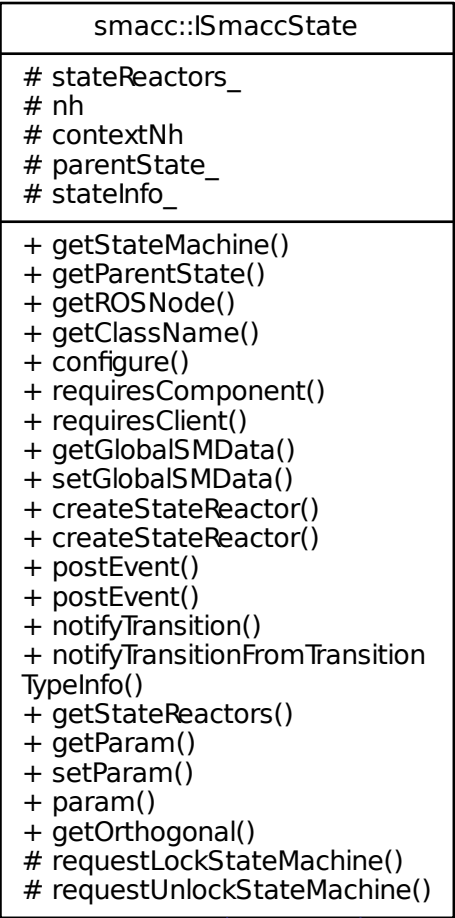 smacc::ISmaccState
# stateReactors_
# nh
# contextNh
# parentState_
# stateInfo_
+ getStateMachine()
+ getParentState()
+ getROSNode()
+ getClassName()
+ configure()
+ requiresComponent()
+ requiresClient()
+ getGlobalSMData()
+ setGlobalSMData()
+ createStateReactor()
+ createStateReactor()
+ postEvent()
+ postEvent()
+ notifyTransition()
+ notifyTransitionFromTransition
TypeInfo()
+ getStateReactors()
+ getParam()
+ setParam()
+ param()
+ getOrthogonal()
# requestLockStateMachine()
# requestUnlockStateMachine()